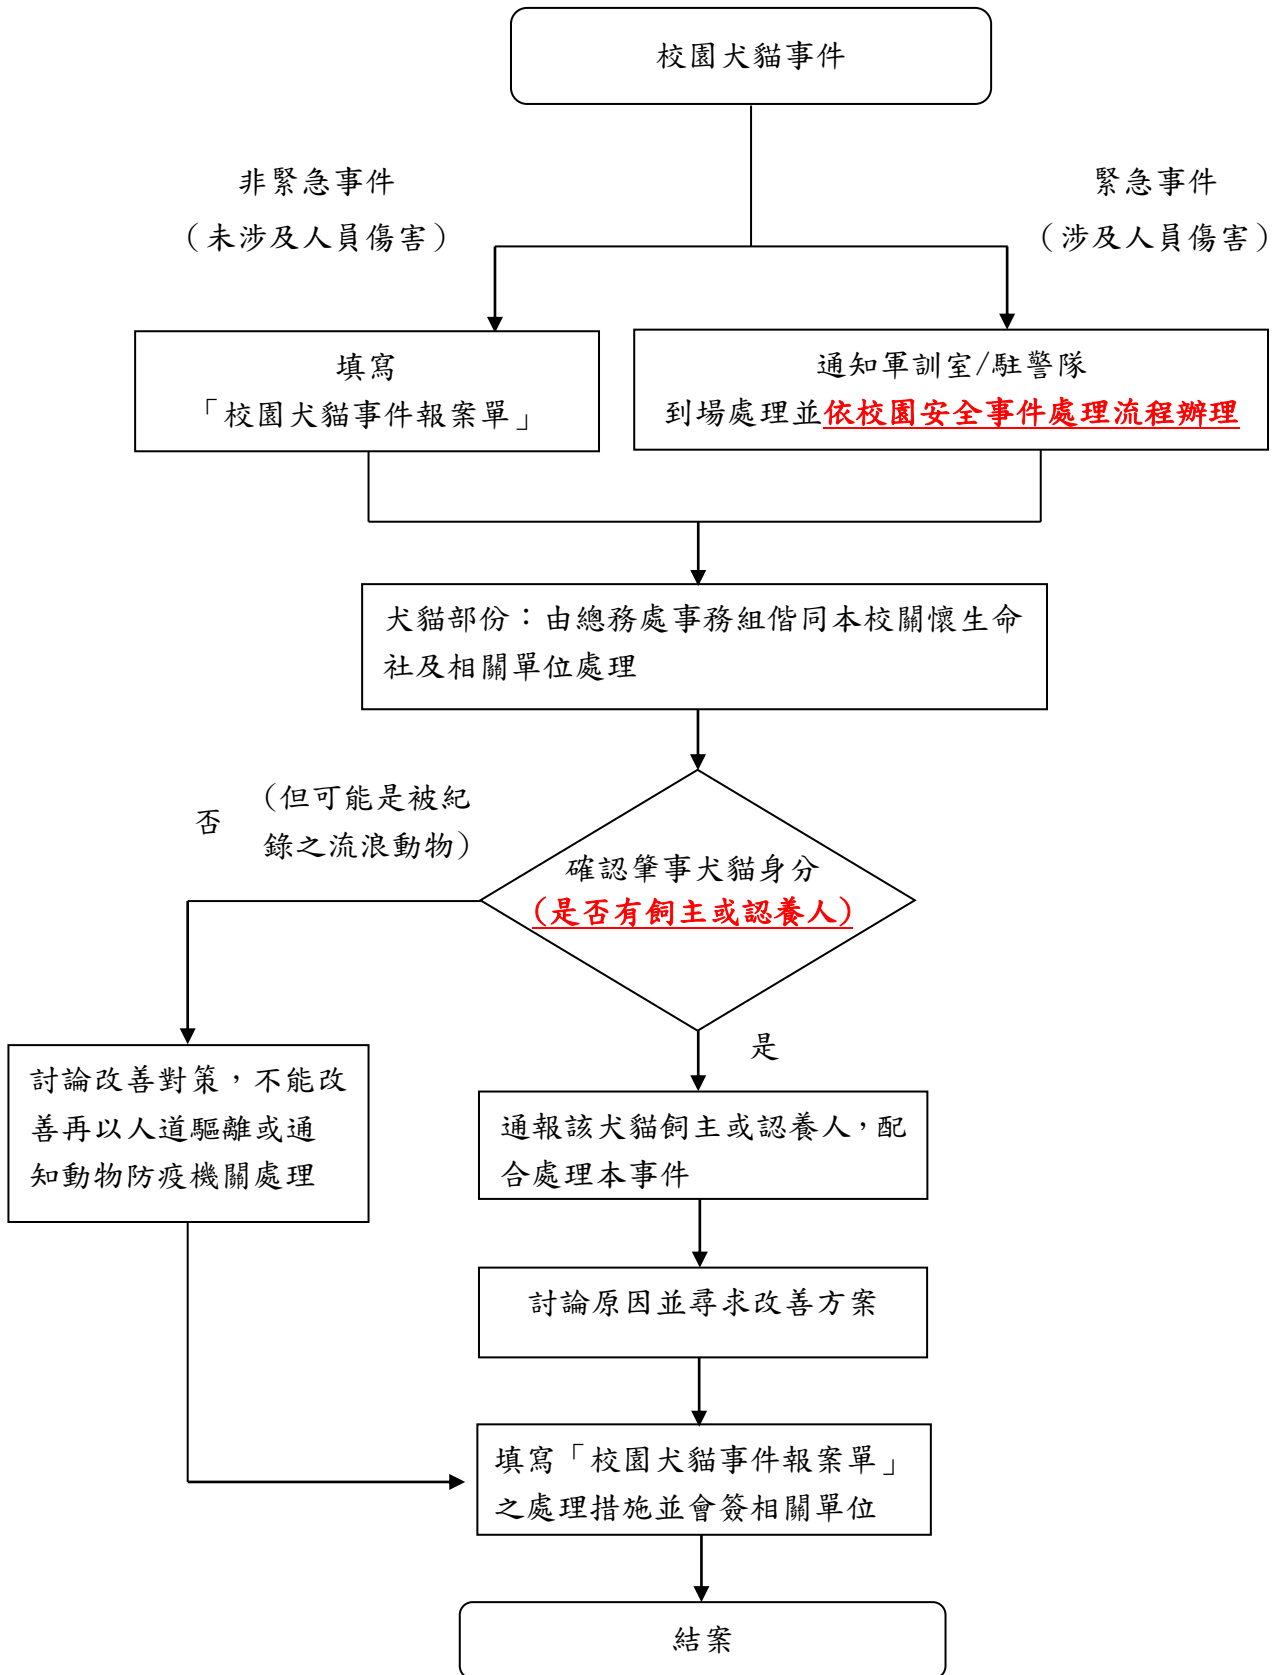 校園犬貓事件
非緊急事件
（未涉及人員傷害）
緊急事件
（涉及人員傷害）
填寫
「校園犬貓事件報案單」
通知軍訓室/駐警隊
到場處理並依校園安全事件處理流程辦理
犬貓部份：由總務處事務組偕同本校關懷生命
社及相關單位處理
否
（但可能是被紀
錄之流浪動物）
確認肇事犬貓身分
(是否有飼主或認養人)
是
討論改善對策，不能改
善再以人道驅離或通
知動物防疫機關處理
通報該犬貓飼主或認養人，配
合處理本事件
討論原因並尋求改善方案
填寫「校園犬貓事件報案單」
之處理措施並會簽相關單位
結案